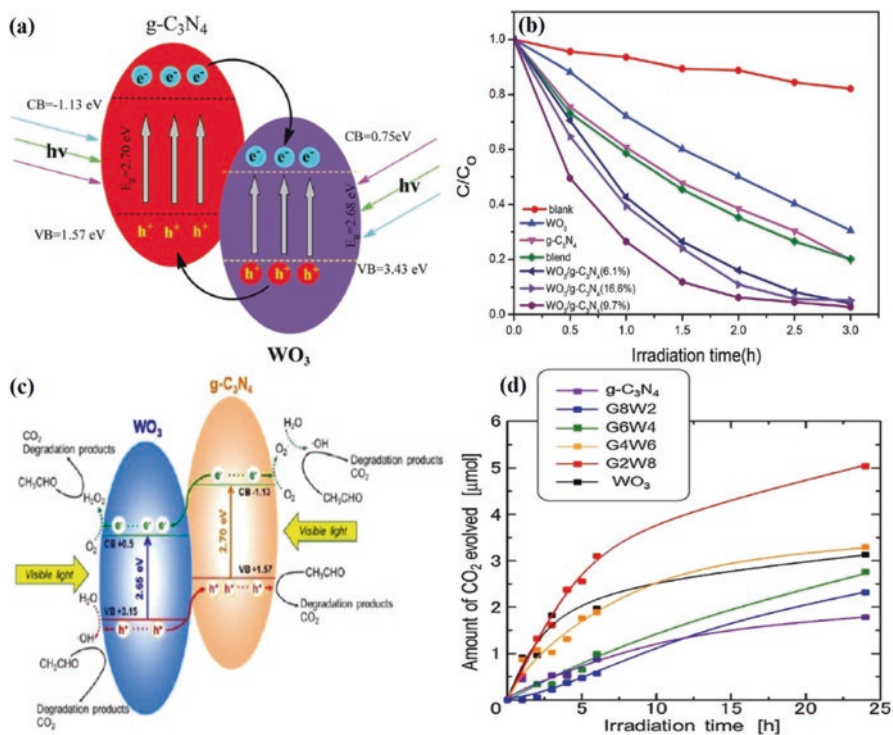 (a)
g-C₃N₄
e⁻ e⁻ e⁻
CB=-1.13 eV
hν
E_g=2.70 eV
VB=1.57 eV
h⁺ h⁺ h⁺
CB=0.75eV
e⁻ e⁻ e⁻
hν
E_g=2.68 eV
VB=3.43 eV
h⁺ h⁺ h⁺
WO₃
(b)
C/C₀
1.0
0.8
0.6
0.4
0.2
0.0
blank
WO₃
g-C₃N₄
blend
WO₃/g-C₃N₄(6.1%)
WO₃/g-C₃N₄(16.6%)
WO₃/g-C₃N₄(9.7%)
0.0 0.5 1.0 1.5 2.0 2.5 3.0
Irradiation time(h)
(c)
g-C₃N₄
WO₃
CO₂
Degradation products
CH₃CHO
H₂O₂
O₂
Visible light
H₂O
·OH
CH₃CHO
Degradation products
CO₂
e⁻ ··· e⁻ e⁻
CB +0.5
2.65 eV
VB +3.15
h⁺ ··· h⁺
e⁻ ··· e⁻
CB -1.13
2.70 eV
VB +1.57
h⁺ ··· h⁺ h⁺
H₂O
O₂⁻
·OH
O₂
Degradation products
CO₂
CH₃CHO
Visible light
CH₃CHO
Degradation products
CO₂
(d)
g-C₃N₄
G8W2
G6W4
G4W6
G2W8
WO₃
Amount of CO₂ evolved [μmol]
6
5
4
3
2
1
0
0 5 10 15 20 25
Irradiation time [h]